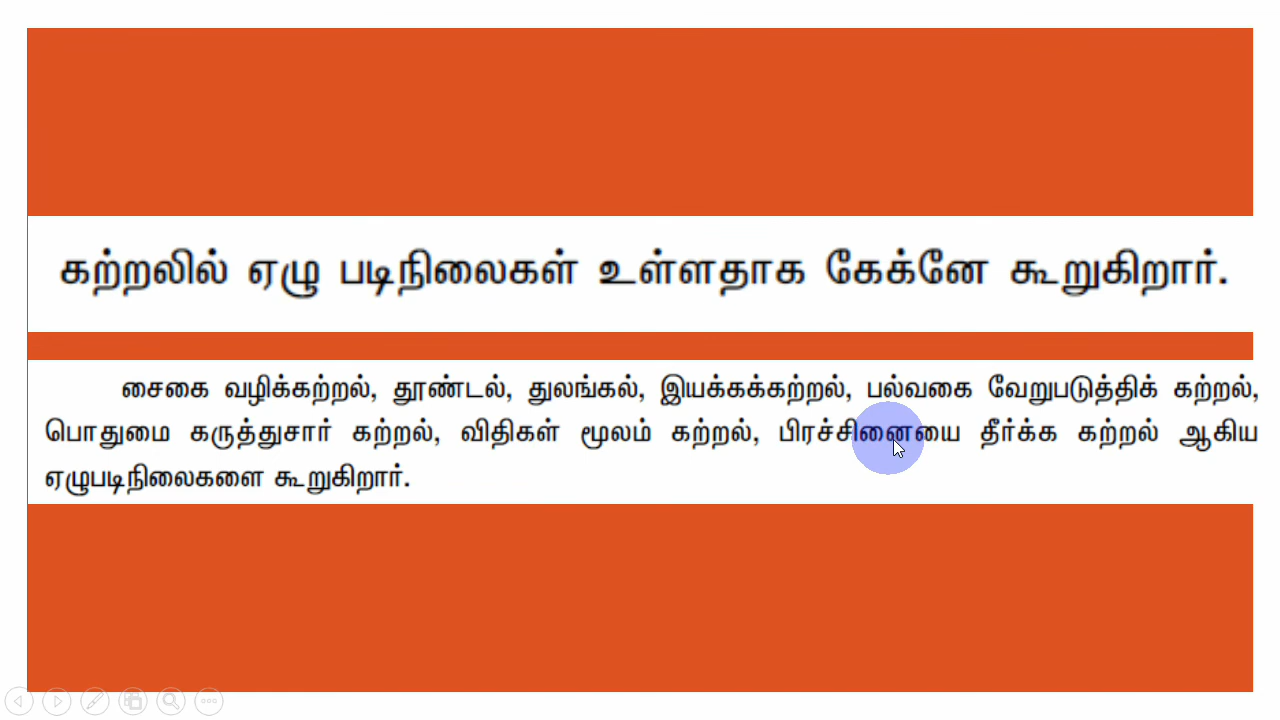 கற்றலில் ஏழு படிநிலைகள் உள்ளதாக கேக்னே கூறுகிறார்.
சைகை வழிக்கற்றல், தூண்டல், துலங்கல், இயக்கக்கற்றல், பல்வகை வேறுபடுத்திக் கற்றல்,
பொதுமை கருத்துசார் கற்றல், விதிகள் மூலம் கற்றல், பிரச்சினையை தீர்க்க கற்றல் ஆகிய
ஏழுபடிநிலைகளை கூறுகிறார்.